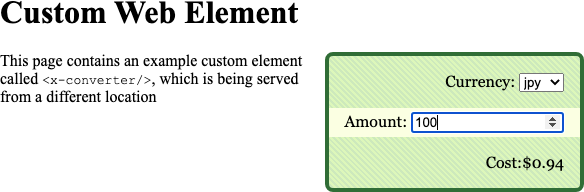 Custom Web Element
This page contains an example custom element
called <x-converter/>, which is being served
from a different location
Currency: jpy
Amount: 100
Cost:$0.94